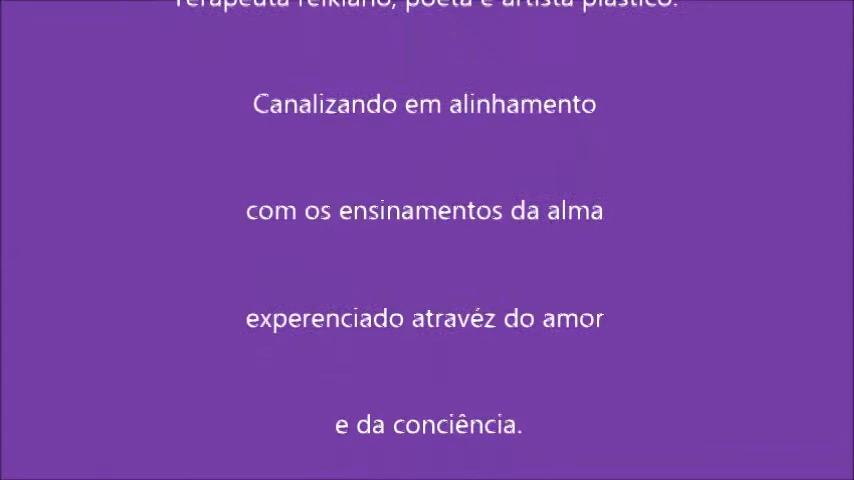 Terapeuta reikiano, poeta e artista plástico.
Canalizando em alinhamento
com os ensinamentos da alma
experenciado atravéz do amor
e da conciência.